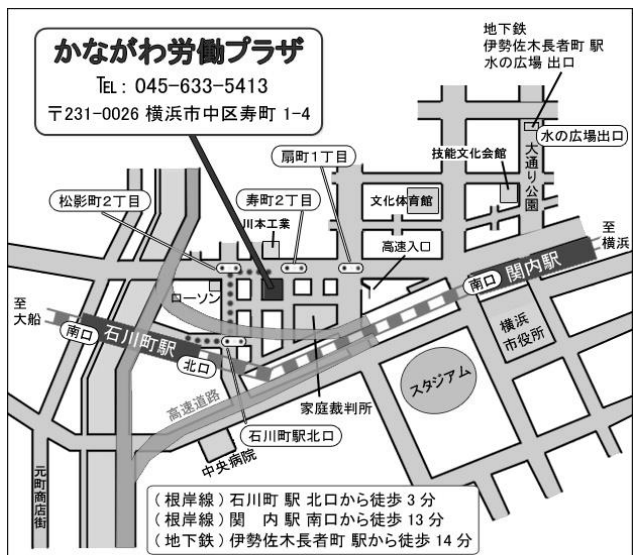 かながわ労働プラザ
℡: 045-633-5413
〒231-0026 横浜市中区寿町 1-4
地下鉄
伊勢佐木長者町 駅
水の広場 出口
水の広場出口
大通り公園
技能文化会館
扇町1丁目
松影町2丁目
寿町2丁目
川本工業
文化体育館
高速入口
至
横浜
関内駅
南口
ローソン
至
大船
南口
石川町駅
北口
横浜
市役所
スタジアム
家庭裁判所
高速道路
石川町駅北口
中央病院
元町商店街
(根岸線) 石川町 駅 北口から徒歩 3 分
(根岸線) 関 内 駅 南口から徒歩 13 分
(地下鉄) 伊勢佐木長者町 駅から徒歩 14 分